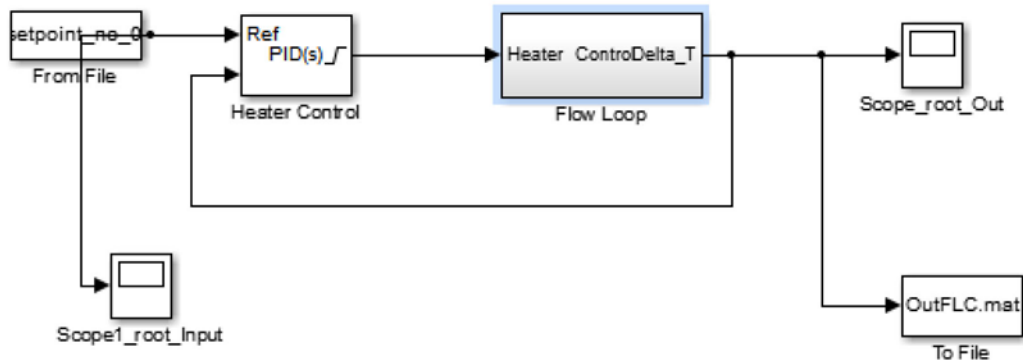 setpoint_no_0
From File
Ref
PID(s)
Heater Control
Heater ControDelta_T
Flow Loop
Scope_root_Out
Scope1_root_Input
OutFLC.mat
To File